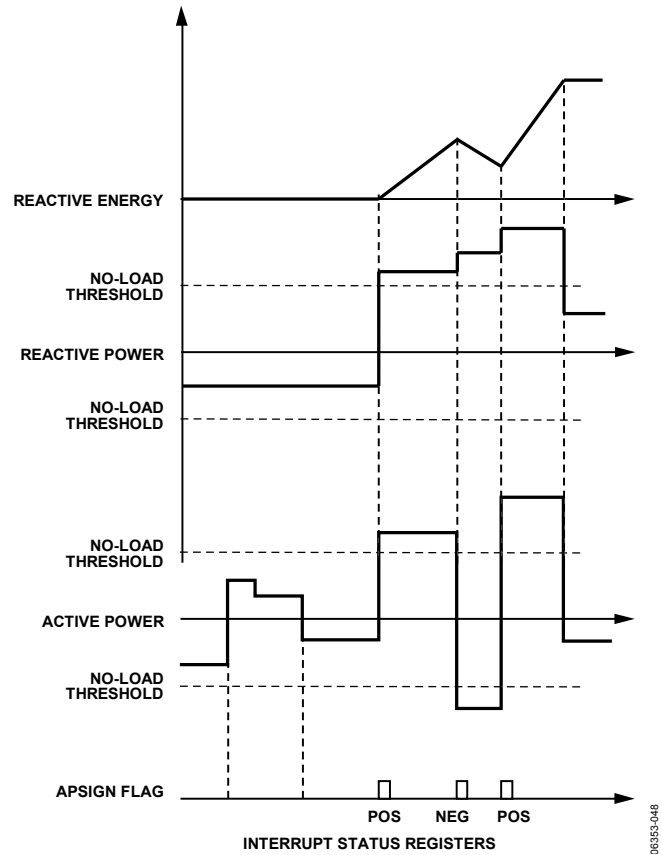 REACTIVE ENERGY
NO-LOAD
THRESHOLD
REACTIVE POWER
NO-LOAD
THRESHOLD
NO-LOAD
THRESHOLD
ACTIVE POWER
NO-LOAD
THRESHOLD
APSIGN FLAG
POS NEG POS
INTERRUPT STATUS REGISTERS
06353-048